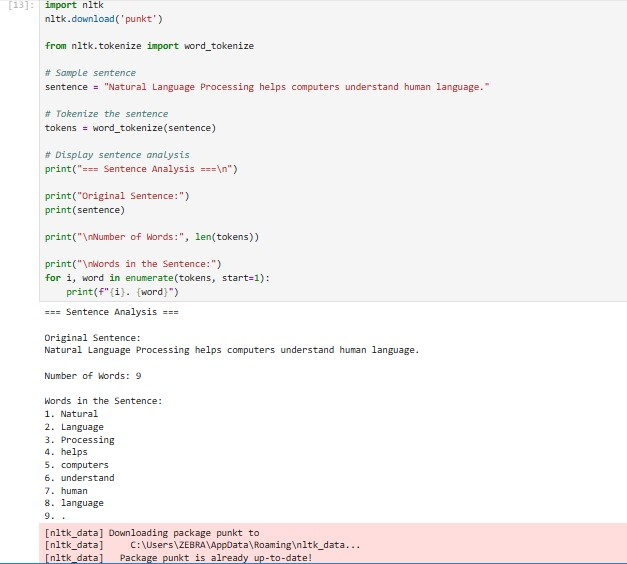 [13]: import nltk
nltk.download('punkt')
from nltk.tokenize import word_tokenize
# Sample sentence
sentence = "Natural Language Processing helps computers understand human language."
# Tokenize the sentence
tokens = word_tokenize(sentence)
# Display sentence analysis
print("=== Sentence Analysis ===\n")
print("Original Sentence:")
print(sentence)
print("\nNumber of Words:", len(tokens))
print("\nWords in the Sentence:")
for i, word in enumerate(tokens, start=1):
    print(f"{i}. {word}")
=== Sentence Analysis ===
Original Sentence:
Natural Language Processing helps computers understand human language.
Number of Words: 9
Words in the Sentence:
1. Natural
2. Language
3. Processing
4. helps
5. computers
6. understand
7. human
8. language
9. .
[nltk_data] Downloading package punkt to
[nltk_data]     C:\Users\ZEBRA\AppData\Roaming\nltk_data...
[nltk_data]   Package punkt is already up-to-date!